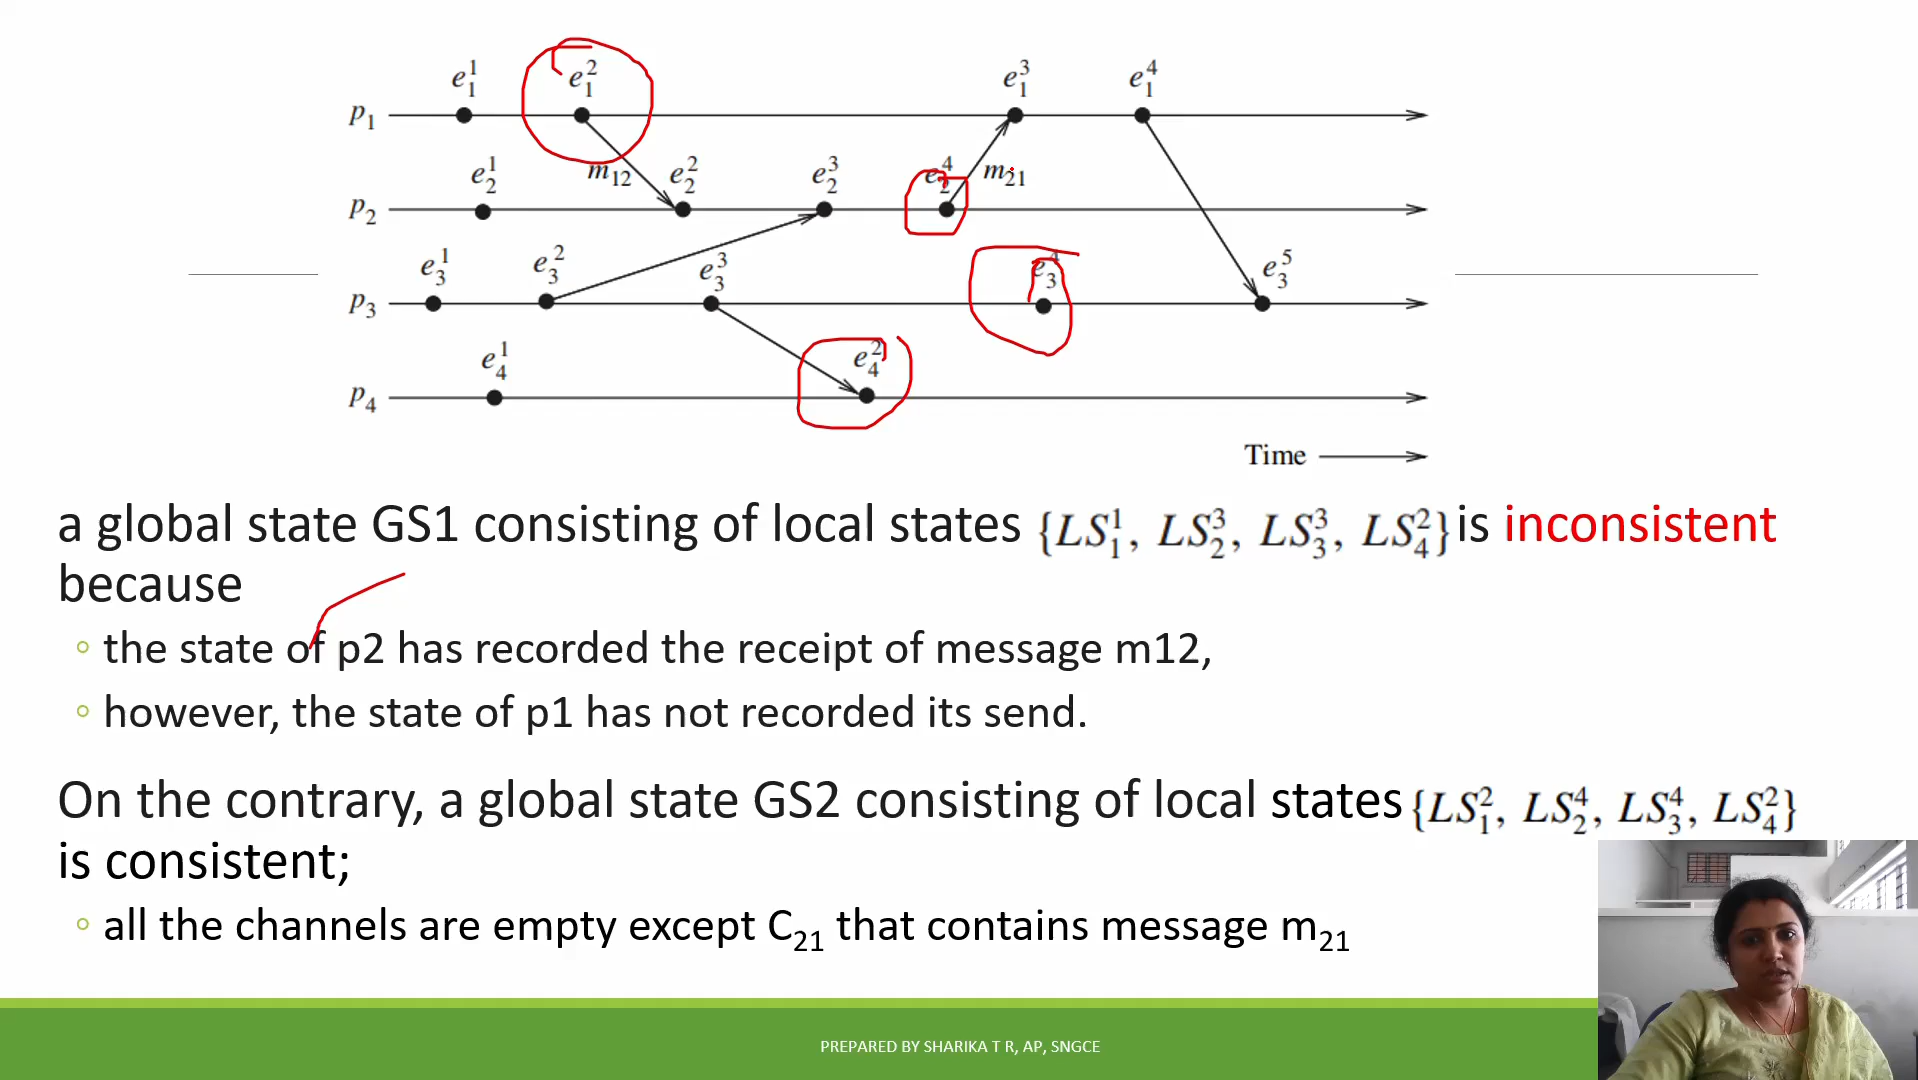 e₁¹ e₁² e₁³ e₁⁴
p₁
e₂¹ m₁₂ e₂² e₂³ e₂⁴ m₂₁
p₂
e₃¹ e₃² e₃³ e₃⁴ e₃⁵
p₃
e₄¹ e₄²
p₄
Time
a global state GS1 consisting of local states {LS₁¹, LS₂³, LS₃³, LS₄²} is inconsistent
because
◦ the state of p2 has recorded the receipt of message m12,
◦ however, the state of p1 has not recorded its send.
On the contrary, a global state GS2 consisting of local states {LS₁², LS₂⁴, LS₃⁴, LS₄²}
is consistent;
◦ all the channels are empty except C₂₁ that contains message m₂₁
PREPARED BY SHARIKA T R, AP, SNGCE